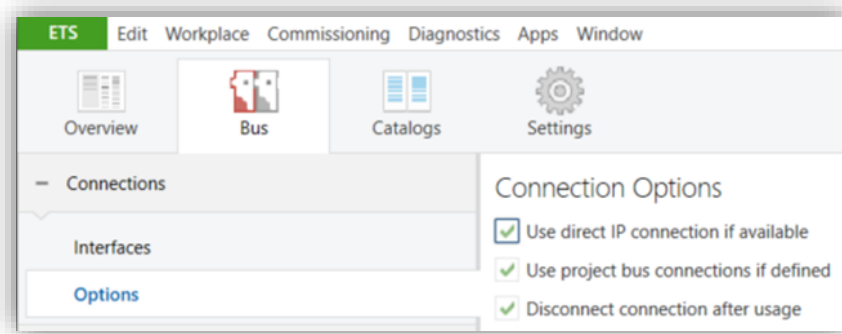 ETS Edit Workplace Commissioning Diagnostics Apps Window
Overview Bus Catalogs Settings
– Connections
Interfaces
Options
Connection Options
Use direct IP connection if available
Use project bus connections if defined
Disconnect connection after usage